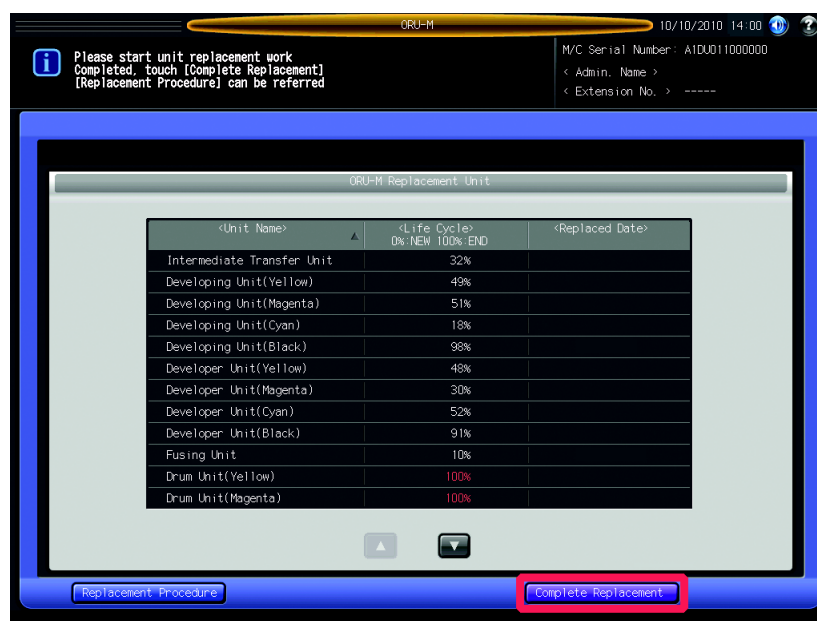 ORU-M
10/10/2010 14:00
Please start unit replacement work
Completed, touch [Complete Replacement]
[Replacement Procedure] can be referred
M/C Serial Number: A1DU011000000
< Admin. Name >
< Extension No. > -----
ORU-M Replacement Unit
<Unit Name> <Life Cycle> <Replaced Date>
0%:NEW 100%:END
Intermediate Transfer Unit 32%
Developing Unit(Yellow) 49%
Developing Unit(Magenta) 51%
Developing Unit(Cyan) 18%
Developing Unit(Black) 98%
Developer Unit(Yellow) 48%
Developer Unit(Magenta) 30%
Developer Unit(Cyan) 52%
Developer Unit(Black) 91%
Fusing Unit 10%
Drum Unit(Yellow) 100%
Drum Unit(Magenta) 100%
Replacement Procedure
Complete Replacement